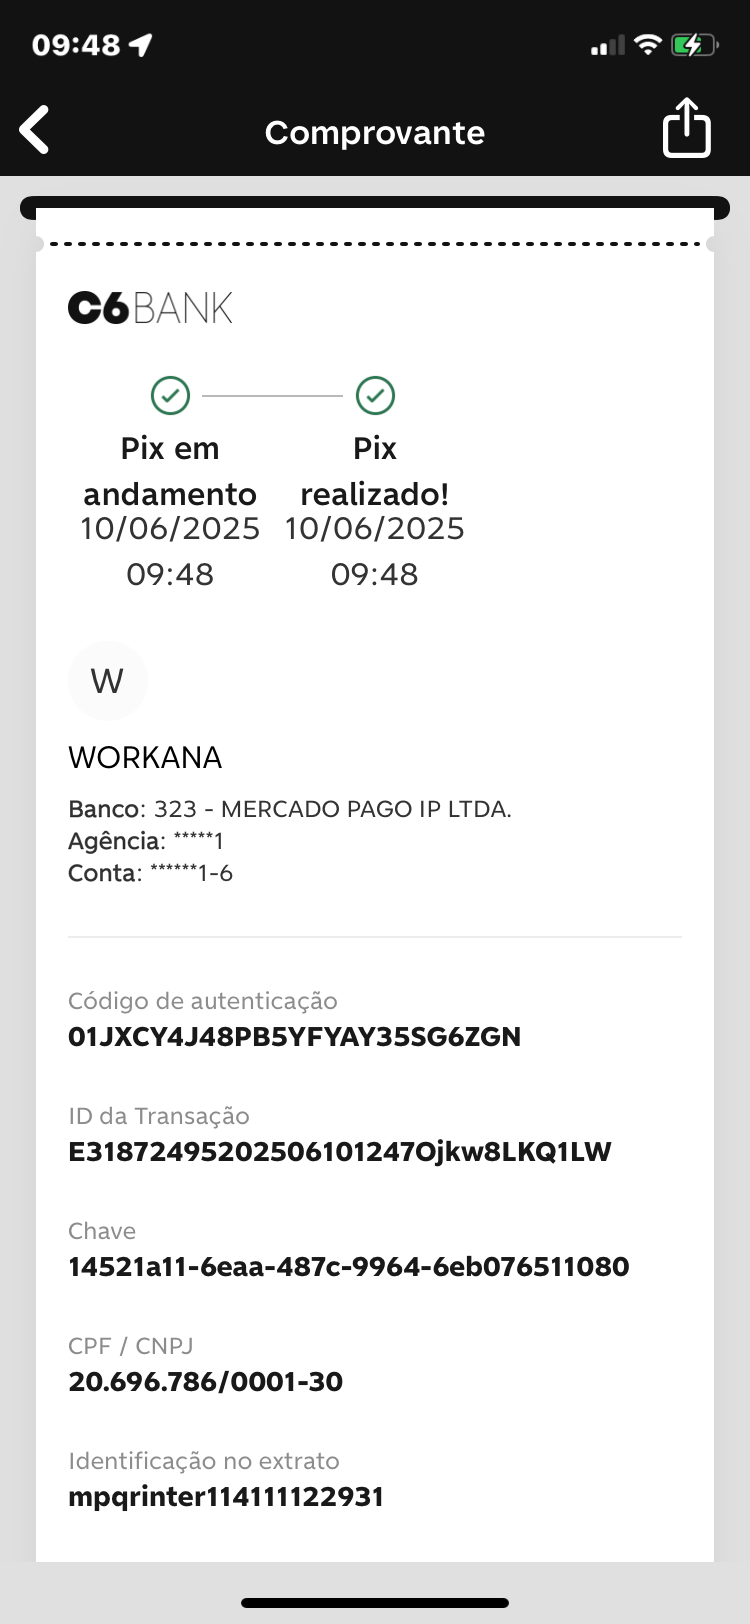 09:48
Comprovante
C6BANK
Pix em
andamento
10/06/2025
09:48
Pix
realizado!
10/06/2025
09:48
W
WORKANA
Banco: 323 - MERCADO PAGO IP LTDA.
Agência: *****1
Conta: ******1-6
Código de autenticação
01JXCY4J48PB5YFYAY35SG6ZGN
ID da Transação
E31872495202506101247Ojkw8LKQ1LW
Chave
14521a11-6eaa-487c-9964-6eb076511080
CPF / CNPJ
20.696.786/0001-30
Identificação no extrato
mpqrinter114111122931